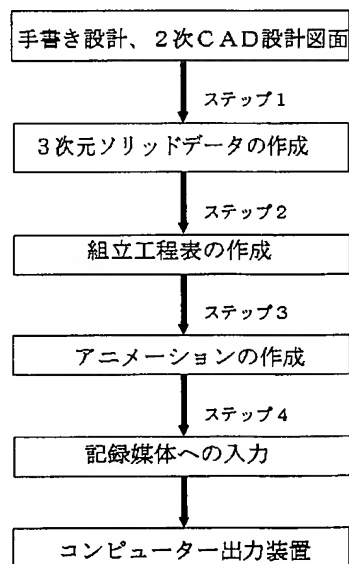 手書き設計、２次ＣＡＤ設計図面
ステップ１
３次元ソリッドデータの作成
ステップ２
組立工程表の作成
ステップ３
アニメーションの作成
ステップ４
記録媒体への入力
コンピューター出力装置